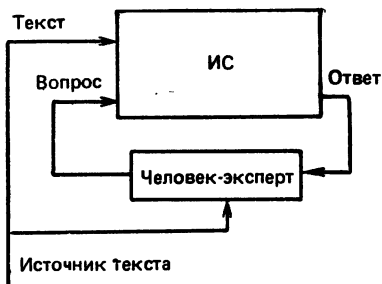 Текст
ИС
Вопрос
Ответ
Человек-эксперт
Источник текста